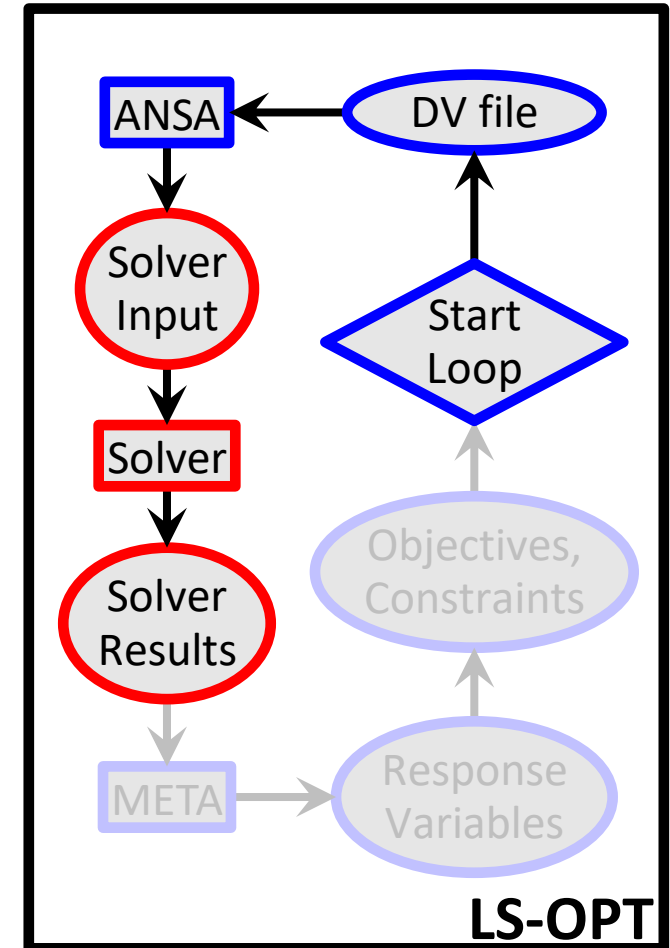 ANSA
DV file
Solver
Input
Start
Loop
Solver
Objectives,
Constraints
Solver
Results
META
Response
Variables
LS-OPT